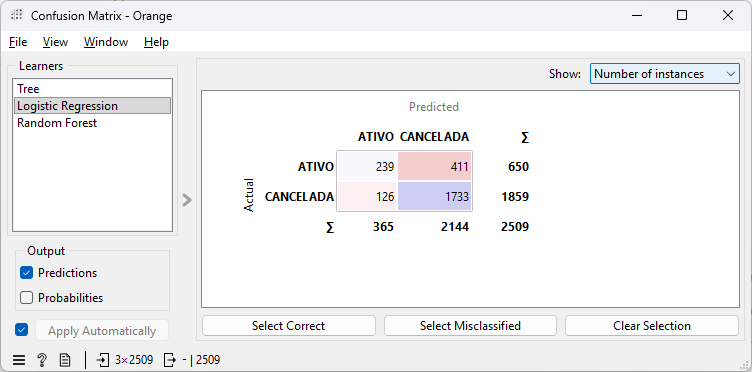 Confusion Matrix - Orange
File View Window Help
Learners
Tree
Logistic Regression
Random Forest
Output
Predictions
Probabilities
Apply Automatically
Show: Number of instances
Predicted
ATIVO CANCELADA Σ
ATIVO 239 411 650
Actual
CANCELADA 126 1733 1859
Σ 365 2144 2509
Select Correct Select Misclassified Clear Selection
? 3×2509 - | 2509